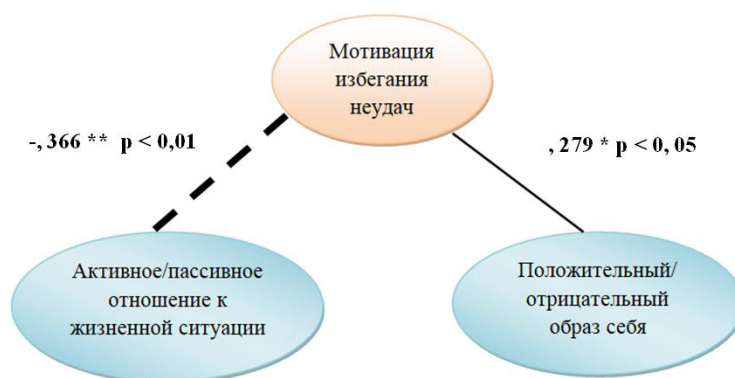 Мотивация
избегания
неудач
-, 366 ** p < 0,01
, 279 * p < 0, 05
Активное/пассивное
отношение к
жизненной ситуации
Положительный/
отрицательный
образ себя